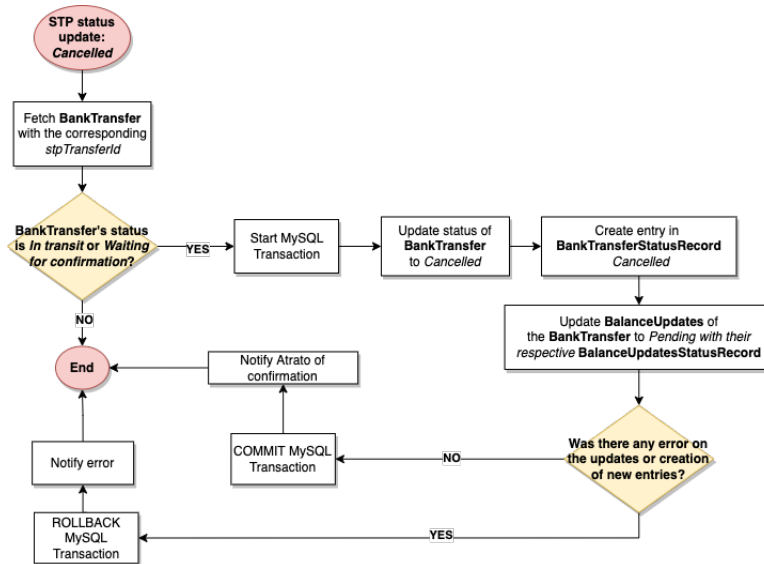 STP status
update:
Cancelled
Fetch BankTransfer
with the corresponding
stpTransferId
BankTransfer's status
is In transit or Waiting
for confirmation?
YES
Start MySQL
Transaction
Update status of
BankTransfer
to Cancelled
Create entry in
BankTransferStatusRecord
Cancelled
Update BalanceUpdates of
the BankTransfer to Pending with their
respective BalanceUpdatesStatusRecord
NO
End
Notify Atrato of
confirmation
Was there any error on
the updates or creation
of new entries?
NO
COMMIT MySQL
Transaction
Notify error
YES
ROLLBACK
MySQL
Transaction